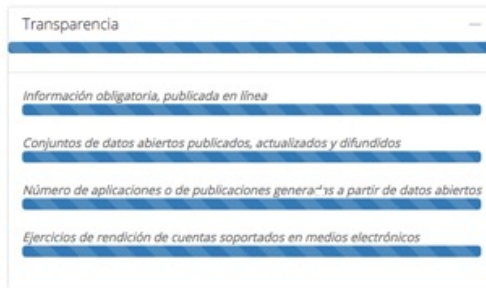 Transparencia
Información obligatoria, publicada en línea
Conjuntos de datos abiertos publicados, actualizados y difundidos
Número de aplicaciones o de publicaciones generadas a partir de datos abiertos
Ejercicios de rendición de cuentas soportados en medios electrónicos